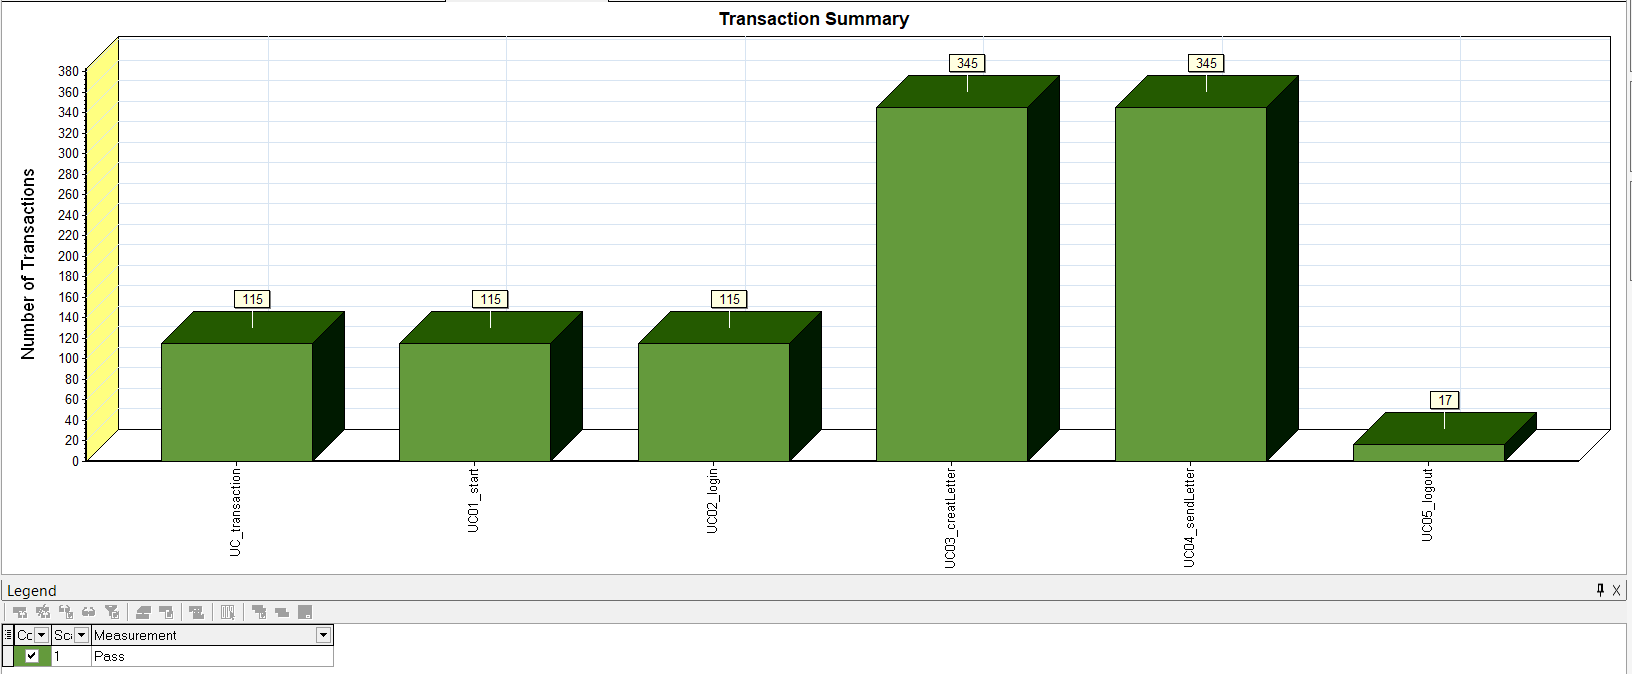 Transaction Summary
Number of Transactions
380
360
340
320
300
280
260
240
220
200
180
160
140
120
100
80
60
40
20
0
115
115
115
345
345
17
UC_transaction
UC01_start
UC02_login
UC03_creatLetter
UC04_sendLetter
UC05_logout
Legend
Cc Sc Measurement
1 Pass